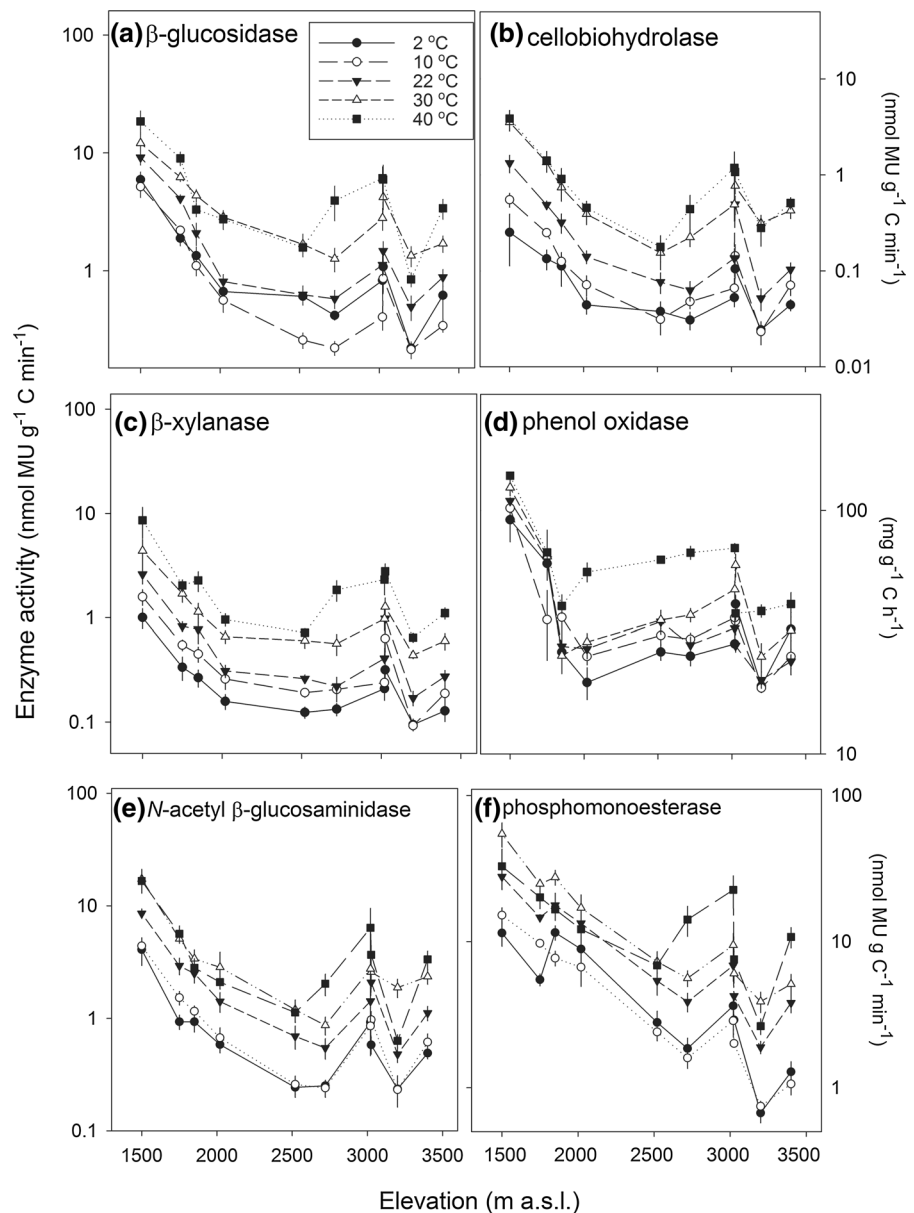 (a) β-glucosidase
2 °C
10 °C
22 °C
30 °C
40 °C
100
10
1
(b) cellobiohydrolase
10
1
0.1
0.01
(nmol MU g⁻¹ C min⁻¹)
(c) β-xylanase
100
10
1
0.1
(d) phenol oxidase
100
10
(mg g⁻¹ C h⁻¹)
Enzyme activity (nmol MU g⁻¹ C min⁻¹)
(e) N-acetyl β-glucosaminidase
100
10
1
0.1
1500 2000 2500 3000 3500
(f) phosphomonoesterase
100
10
1
(nmol MU g C⁻¹ min⁻¹)
1500 2000 2500 3000 3500
Elevation (m a.s.l.)